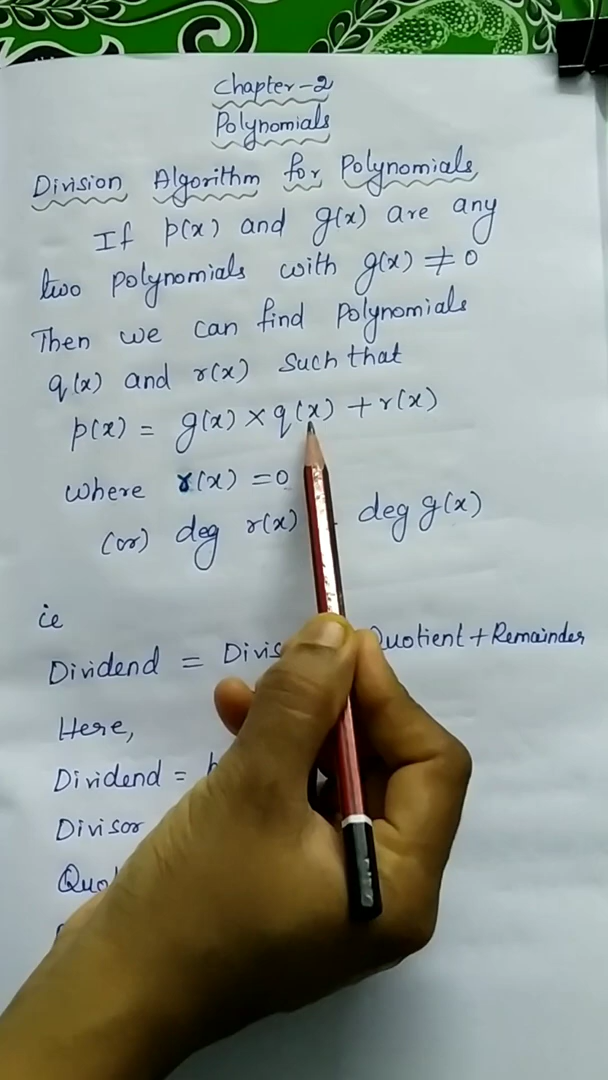 Chapter-2
Polynomials
Division Algorithm for Polynomials
If p(x) and g(x) are any
two polynomials with g(x) ≠ 0
Then we can find polynomials
q(x) and r(x) such that
p(x) = g(x) × q(x) + r(x)
where r(x) = 0
(or) deg r(x) deg g(x)
ie
Dividend = Quotient + Remainder
Here,
Dividend =
Divisor